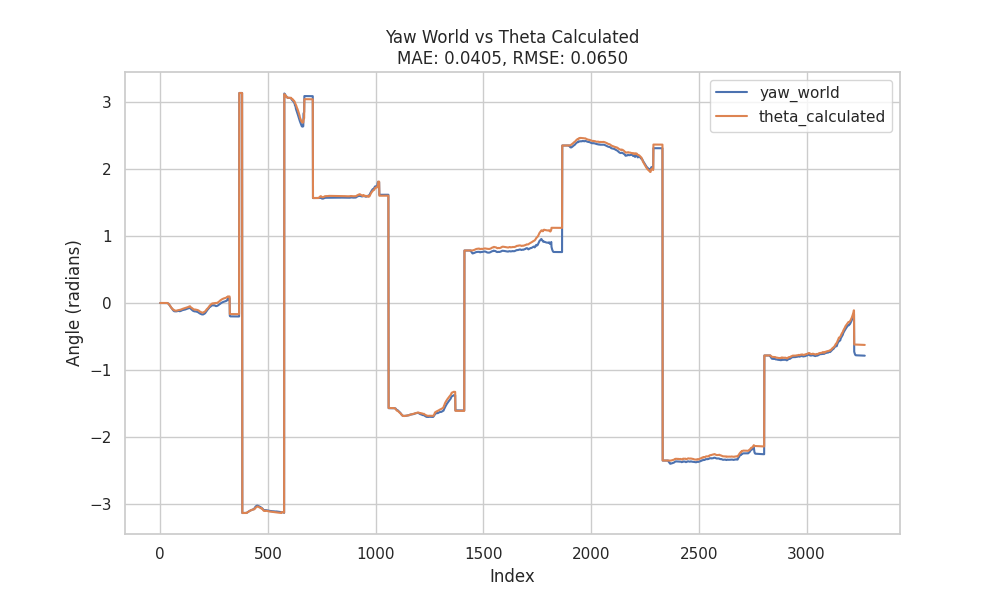 Yaw World vs Theta Calculated
MAE: 0.0405, RMSE: 0.0650
yaw_world
theta_calculated
3
2
1
0
−1
−2
−3
Angle (radians)
0 500 1000 1500 2000 2500 3000
Index